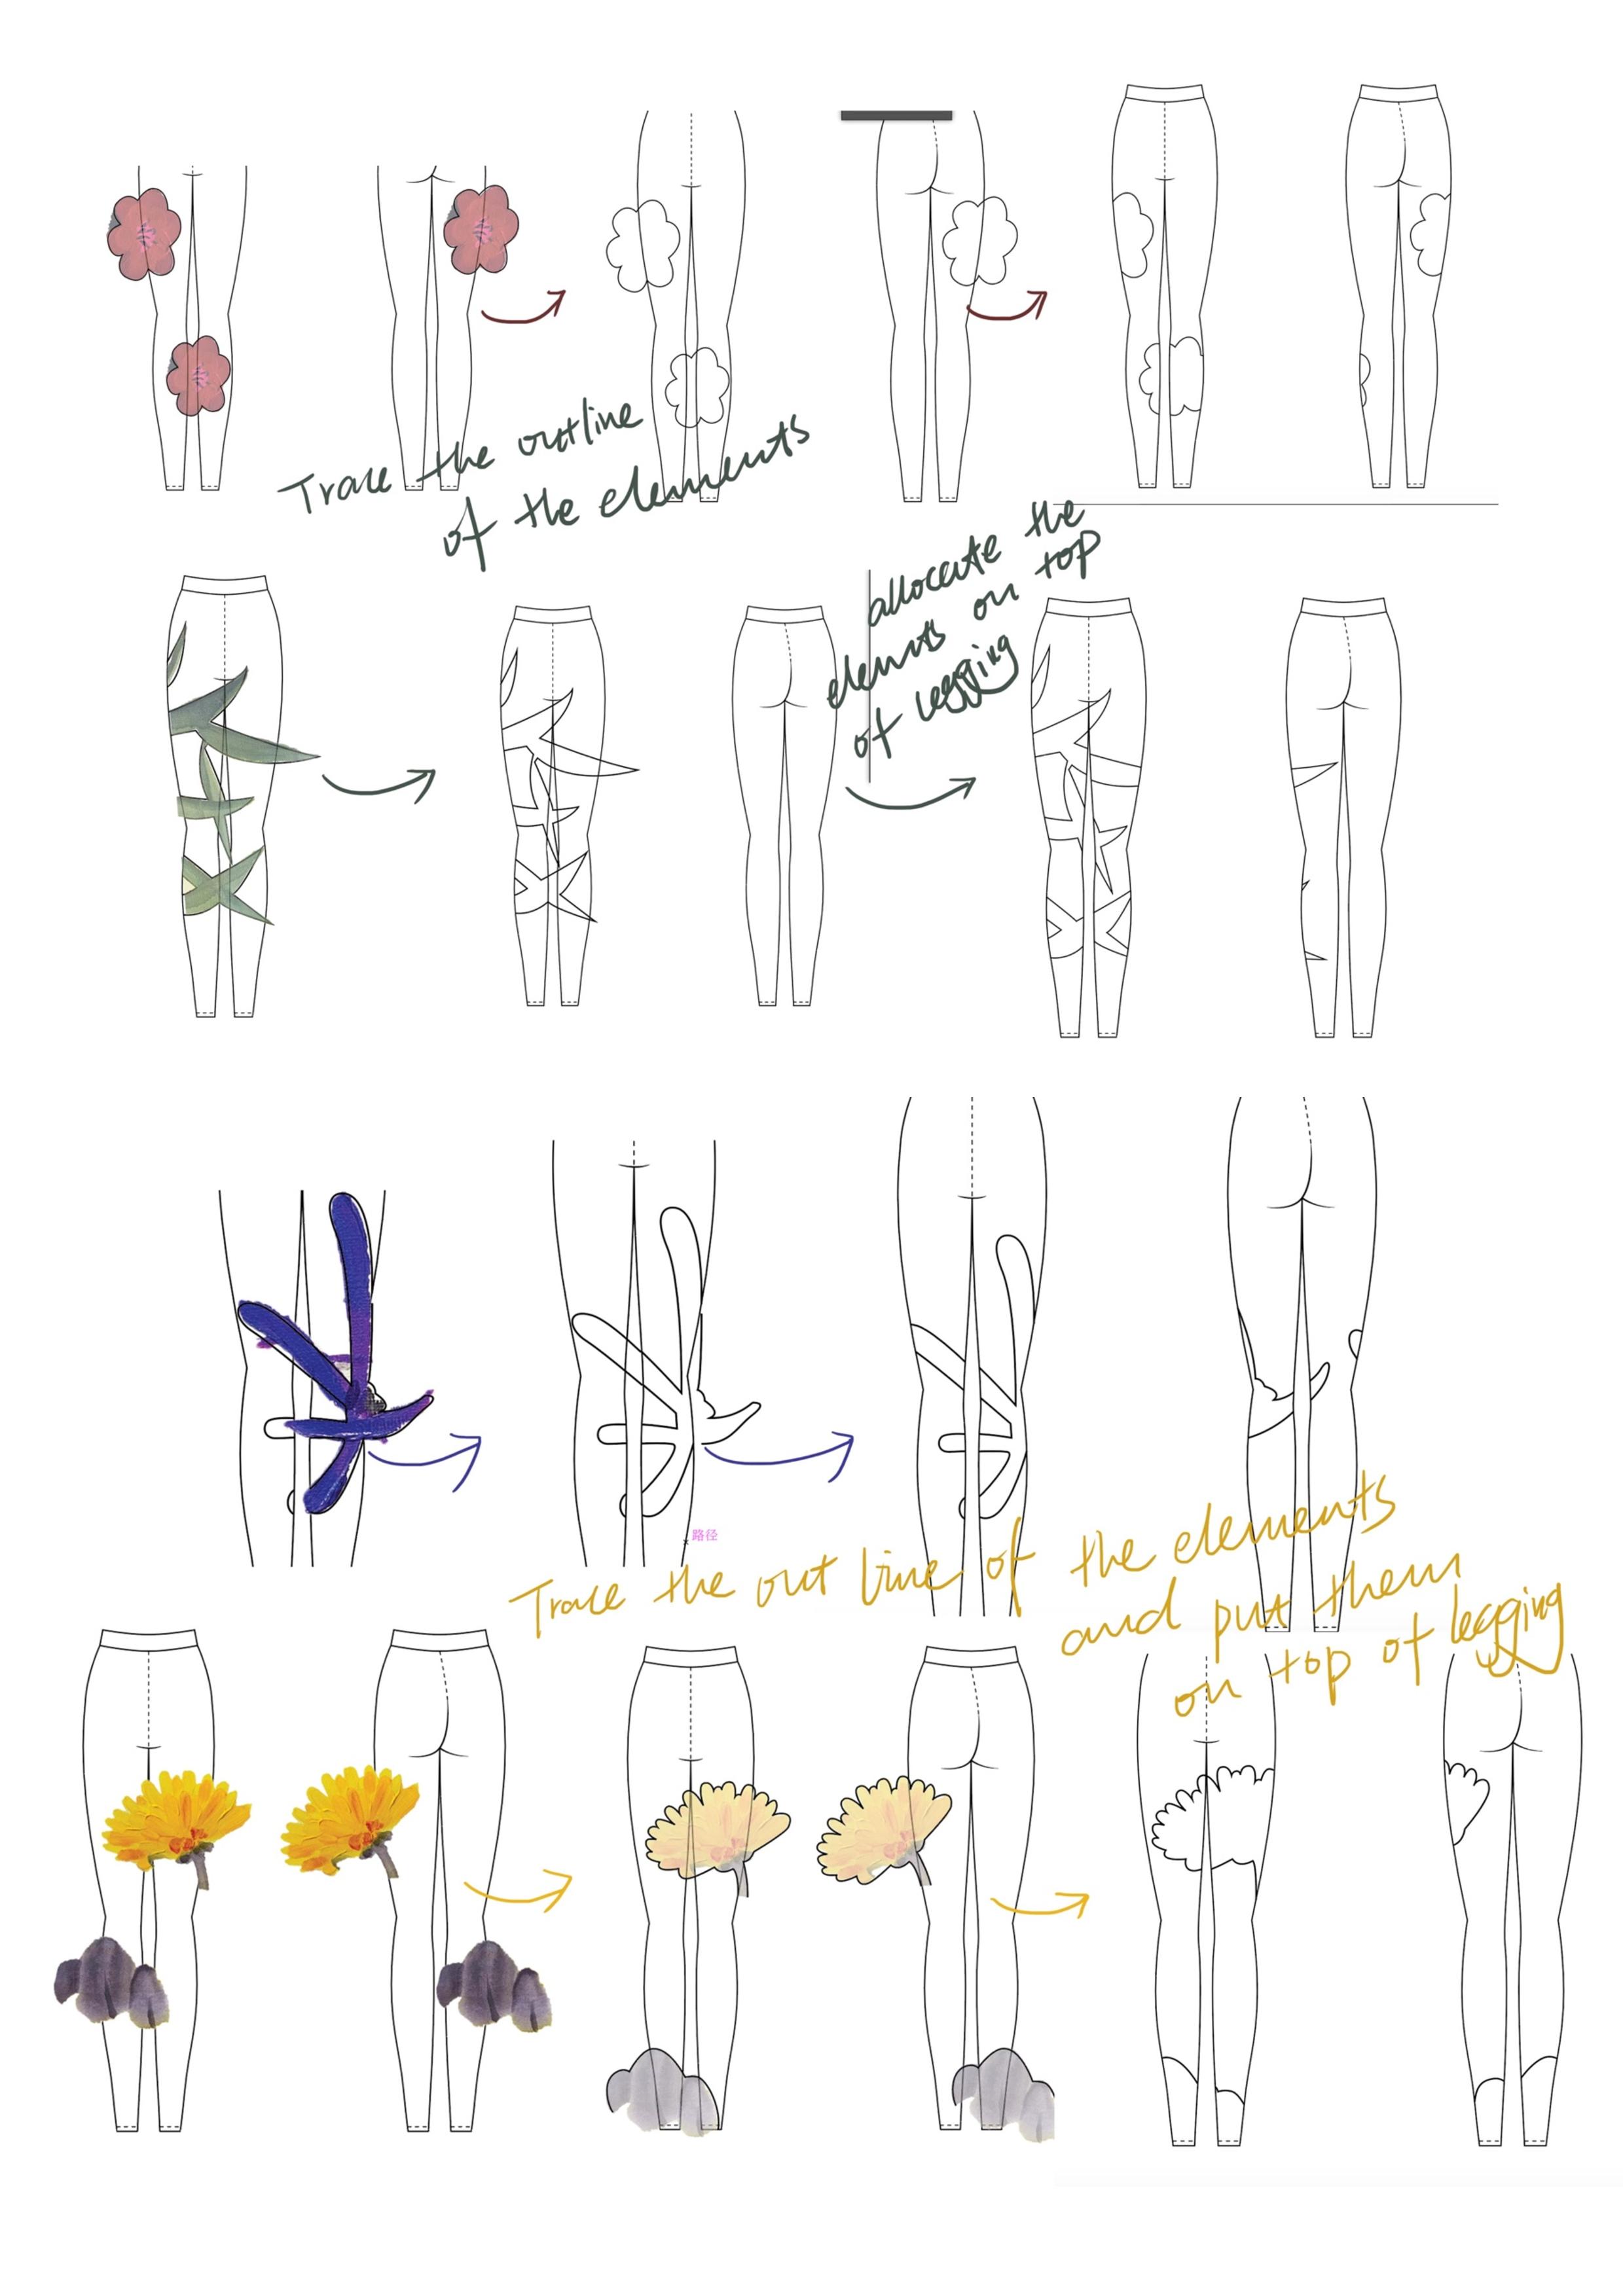 Trace the outline
of the elements
allocate the
elements on top
of legging
路径
Trace the out line of the elements
and put them
on top of legging